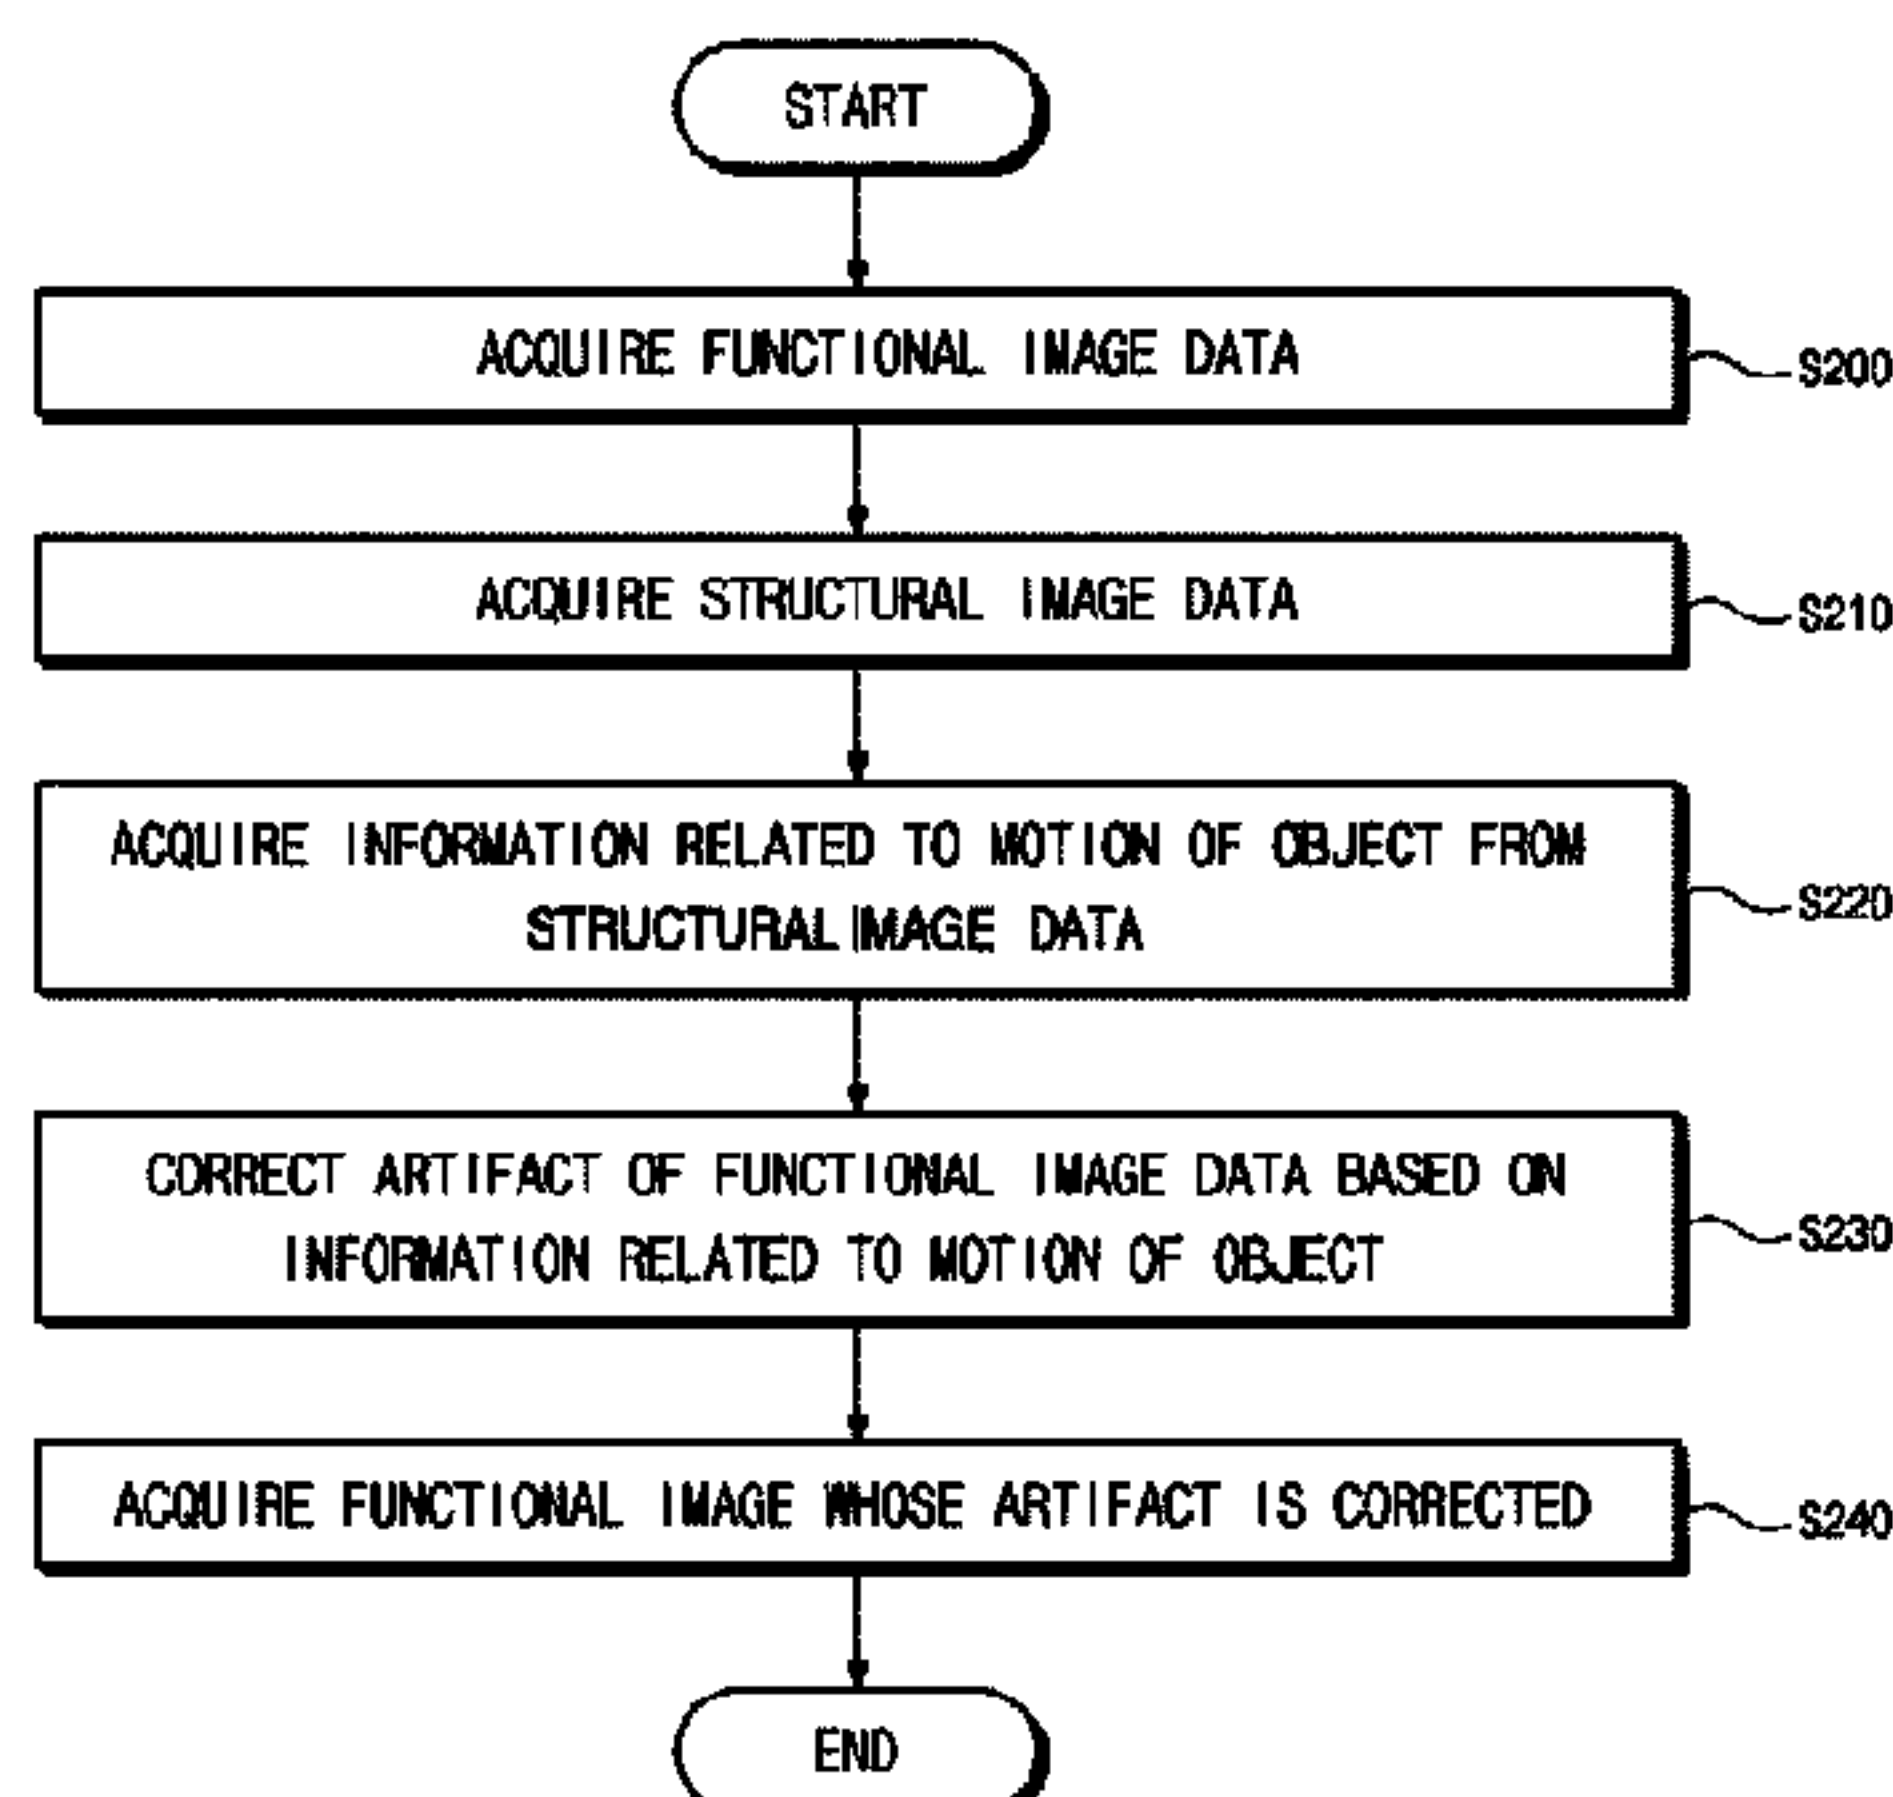 START
ACQUIRE FUNCTIONAL IMAGE DATA
S200
ACQUIRE STRUCTURAL IMAGE DATA
S210
ACQUIRE INFORMATION RELATED TO MOTION OF OBJECT FROM
STRUCTURAL IMAGE DATA
S220
CORRECT ARTIFACT OF FUNCTIONAL IMAGE DATA BASED ON
INFORMATION RELATED TO MOTION OF OBJECT
S230
ACQUIRE FUNCTIONAL IMAGE WHOSE ARTIFACT IS CORRECTED
S240
END